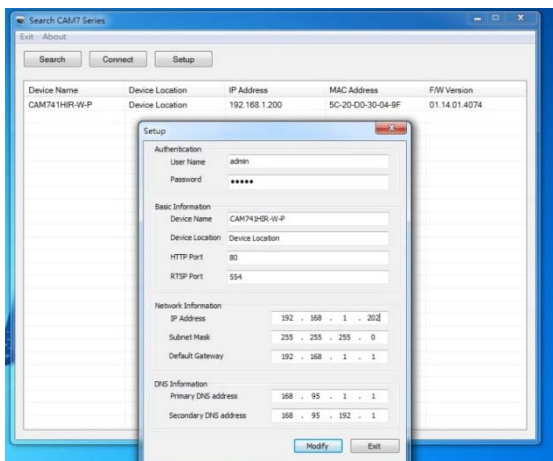 Search CAM7 Series
Exit About
Search Connect Setup
Device Name Device Location IP Address MAC Address F/W Version
CAM741HIR-W-P Device Location 192.168.1.200 5C-20-D0-30-04-9F 01.14.01.4074
Setup
Authentication
User Name admin
Password •••••
Basic Information
Device Name CAM741HIR-W-P
Device Location Device Location
HTTP Port 80
RTSP Port 554
Network Information
IP Address 192 . 168 . 1 . 202
Subnet Mask 255 . 255 . 255 . 0
Default Gateway 192 . 168 . 1 . 1
DNS Information
Primary DNS address 168 . 95 . 1 . 1
Secondary DNS address 168 . 95 . 192 . 1
Modify Exit